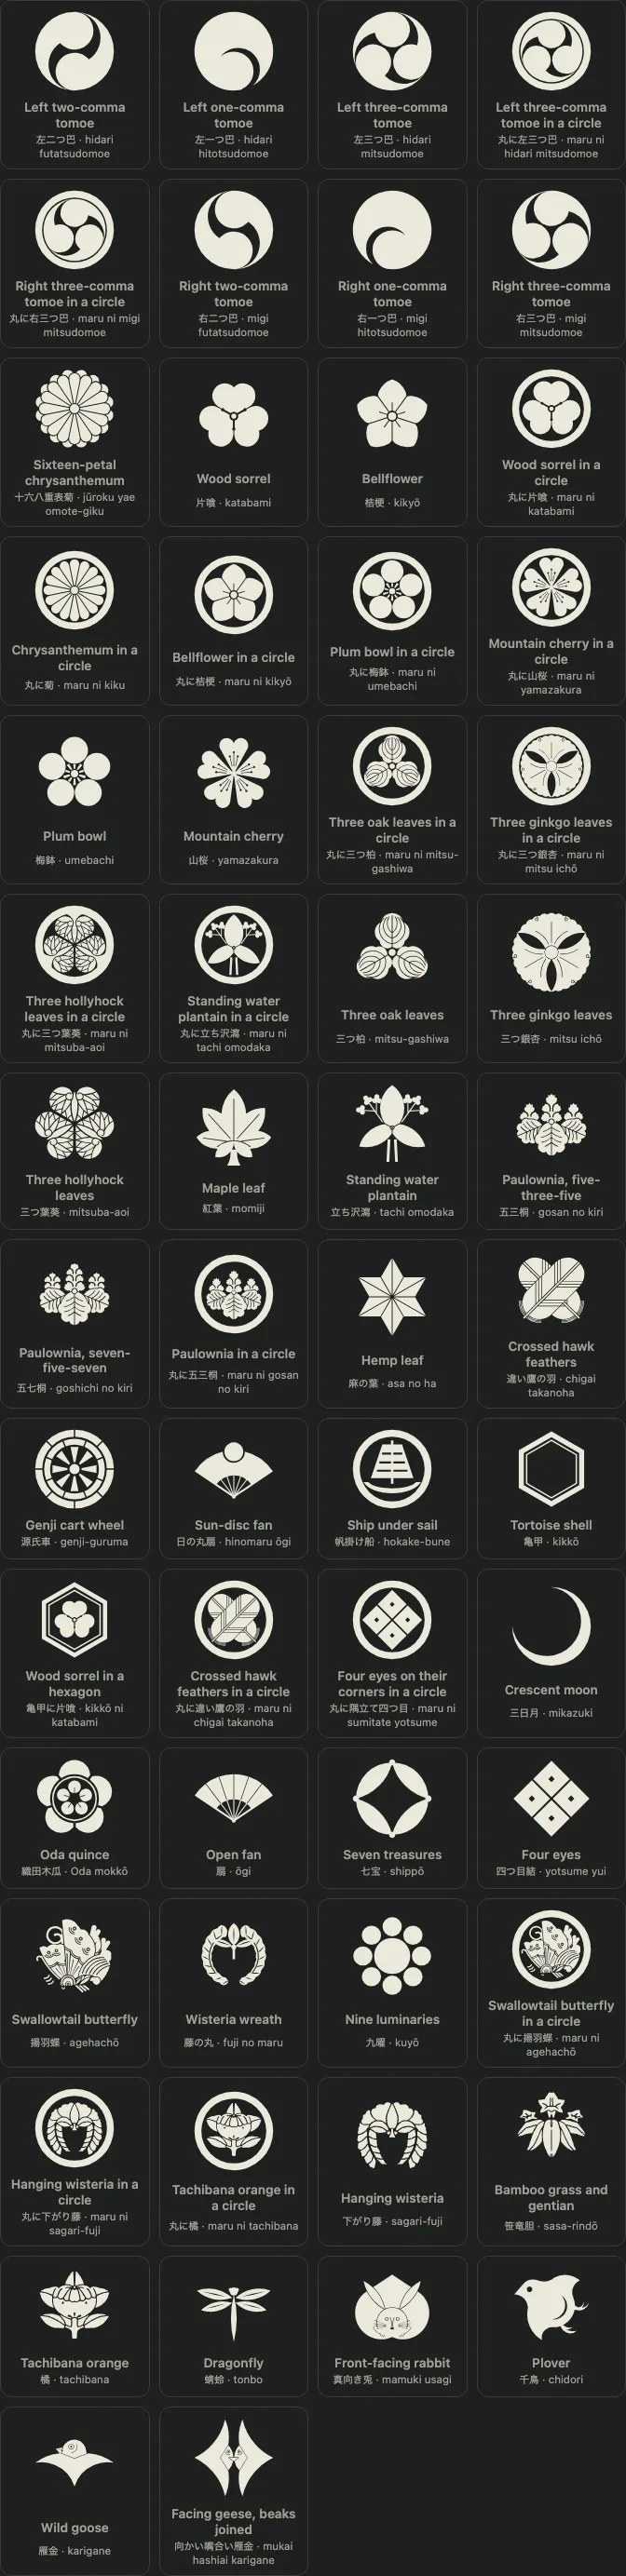 Left two-comma
tomoe
左二つ巴 · hidari
futatsudomoe
Left one-comma
tomoe
左一つ巴 · hidari
hitotsudomoe
Left three-comma
tomoe
左三つ巴 · hidari
mitsudomoe
Left three-comma
tomoe in a circle
丸に左三つ巴 · maru ni
hidari mitsudomoe
Right three-comma
tomoe in a circle
丸に右三つ巴 · maru ni migi
mitsudomoe
Right two-comma
tomoe
右二つ巴 · migi
futatsudomoe
Right one-comma
tomoe
右一つ巴 · migi
hitotsudomoe
Right three-comma
tomoe
右三つ巴 · migi
mitsudomoe
Sixteen-petal
chrysanthemum
十六八重表菊 · jūroku yae
omote-giku
Wood sorrel
片喰 · katabami
Bellflower
桔梗 · kikyō
Wood sorrel in a
circle
丸に片喰 · maru ni
katabami
Chrysanthemum in a
circle
丸に菊 · maru ni kiku
Bellflower in a circle
丸に桔梗 · maru ni kikyō
Plum bowl in a circle
丸に梅鉢 · maru ni
umebachi
Mountain cherry in a
circle
丸に山桜 · maru ni
yamazakura
Plum bowl
梅鉢 · umebachi
Mountain cherry
山桜 · yamazakura
Three oak leaves in a
circle
丸に三つ柏 · maru ni mitsu-
gashiwa
Three ginkgo leaves
in a circle
丸に三つ銀杏 · maru ni
mitsu ichō
Three hollyhock
leaves in a circle
丸に三つ葉葵 · maru ni
mitsuba-aoi
Standing water
plantain in a circle
丸に立ち沢瀉 · maru ni
tachi omodaka
Three oak leaves
三つ柏 · mitsu-gashiwa
Three ginkgo leaves
三つ銀杏 · mitsu ichō
Three hollyhock
leaves
三つ葉葵 · mitsuba-aoi
Maple leaf
紅葉 · momiji
Standing water
plantain
立ち沢瀉 · tachi omodaka
Paulownia, five-
three-five
五三桐 · gosan no kiri
Paulownia, seven-
five-seven
五七桐 · goshichi no kiri
Paulownia in a circle
丸に五三桐 · maru ni gosan
no kiri
Hemp leaf
麻の葉 · asa no ha
Crossed hawk
feathers
違い鷹の羽 · chigai
takanoha
Genji cart wheel
源氏車 · genji-guruma
Sun-disc fan
日の丸扇 · hinomaru ōgi
Ship under sail
帆掛け船 · hokake-bune
Tortoise shell
亀甲 · kikkō
Wood sorrel in a
hexagon
亀甲に片喰 · kikkō ni
katabami
Crossed hawk
feathers in a circle
丸に違い鷹の羽 · maru ni
chigai takanoha
Four eyes on their
corners in a circle
丸に隅立て四つ目 · maru ni
sumitate yotsume
Crescent moon
三日月 · mikazuki
Oda quince
織田木瓜 · Oda mokkō
Open fan
扇 · ōgi
Seven treasures
七宝 · shippō
Four eyes
四つ目結 · yotsume yui
Swallowtail butterfly
揚羽蝶 · agehachō
Wisteria wreath
藤の丸 · fuji no maru
Nine luminaries
九曜 · kuyō
Swallowtail butterfly
in a circle
丸に揚羽蝶 · maru ni
agehachō
Hanging wisteria in a
circle
丸に下がり藤 · maru ni
sagari-fuji
Tachibana orange in
a circle
丸に橘 · maru ni tachibana
Hanging wisteria
下がり藤 · sagari-fuji
Bamboo grass and
gentian
笹竜胆 · sasa-rindō
Tachibana orange
橘 · tachibana
Dragonfly
蜻蛉 · tonbo
Front-facing rabbit
真向き兎 · mamuki usagi
Plover
千鳥 · chidori
Wild goose
雁金 · karigane
Facing geese, beaks
joined
向かい嘴合い雁金 · mukai
hashiai karigane